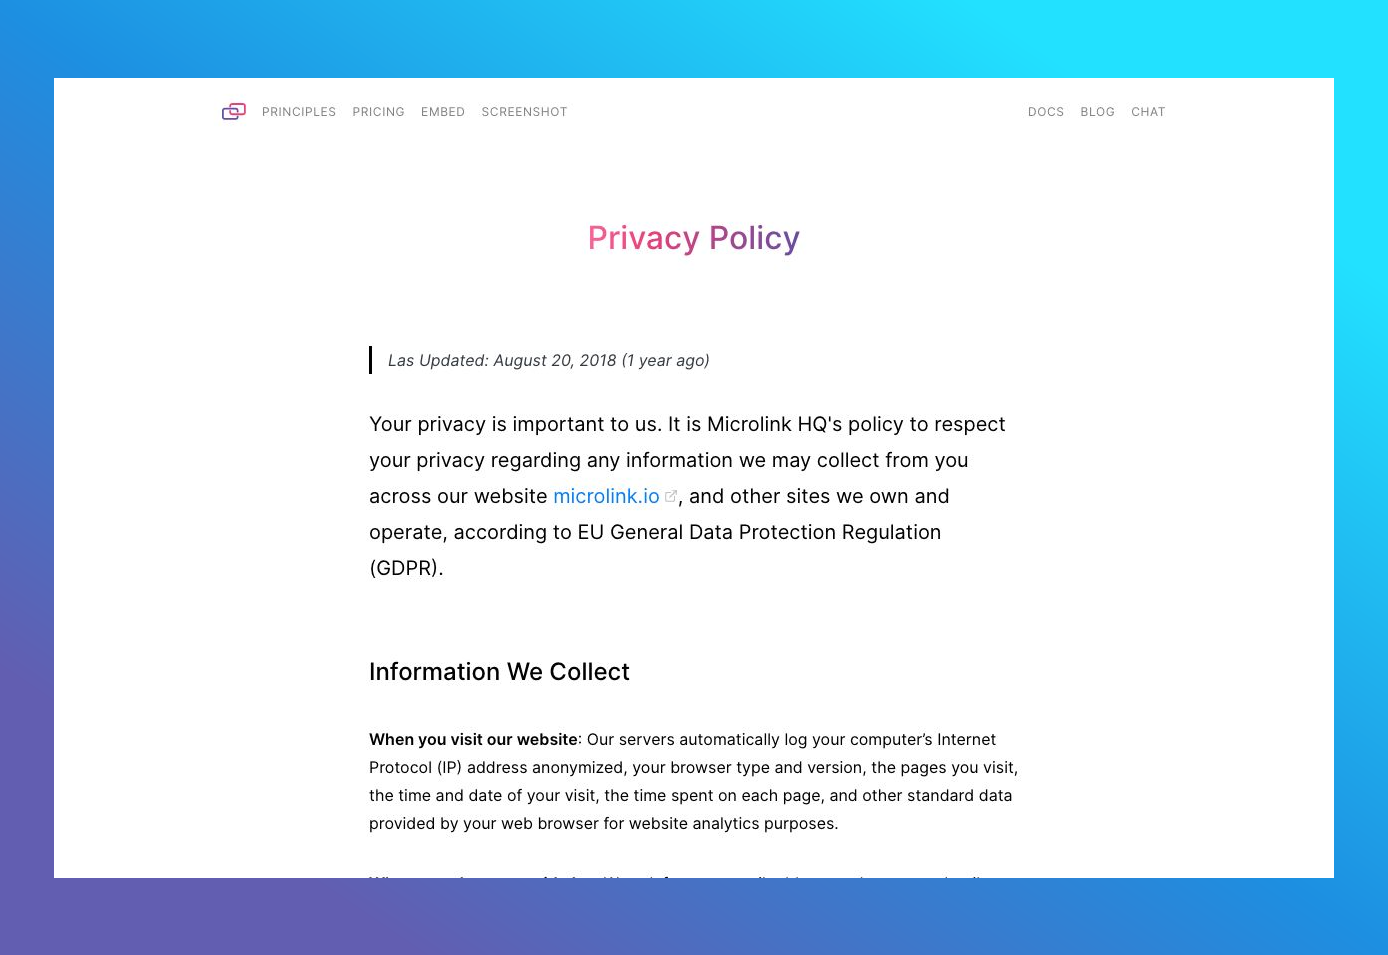 PRINCIPLES PRICING EMBED SCREENSHOT DOCS BLOG CHAT
Privacy Policy
Las Updated: August 20, 2018 (1 year ago)
Your privacy is important to us. It is Microlink HQ's policy to respect
your privacy regarding any information we may collect from you
across our website microlink.io, and other sites we own and
operate, according to EU General Data Protection Regulation
(GDPR).
Information We Collect
When you visit our website: Our servers automatically log your computer’s Internet
Protocol (IP) address anonymized, your browser type and version, the pages you visit,
the time and date of your visit, the time spent on each page, and other standard data
provided by your web browser for website analytics purposes.